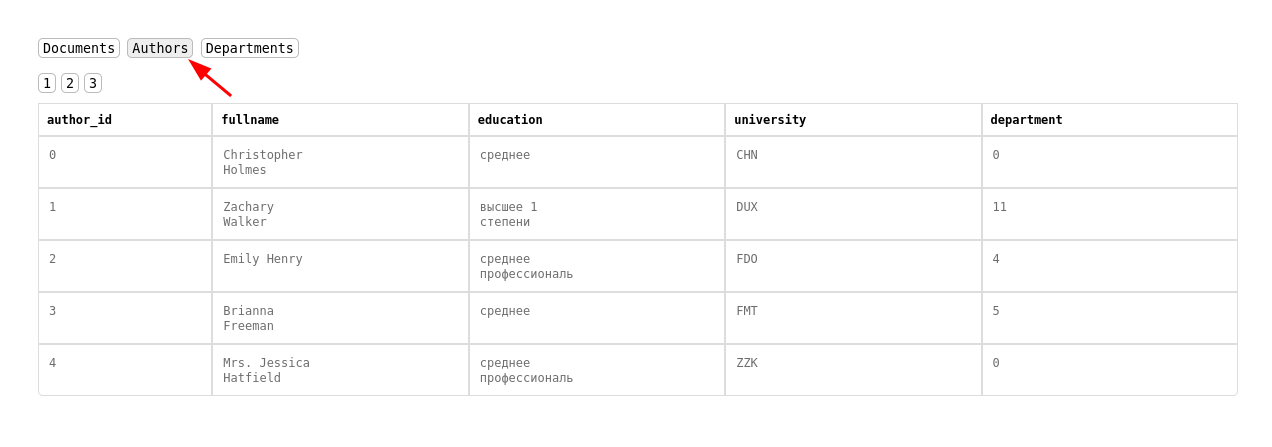 Documents Authors Departments
1 2 3
author_id fullname education university department
0 Christopher Holmes среднее CHN 0
1 Zachary Walker высшее 1 степени DUX 11
2 Emily Henry среднее профессиональ FDO 4
3 Brianna Freeman среднее FMT 5
4 Mrs. Jessica Hatfield среднее профессиональ ZZK 0